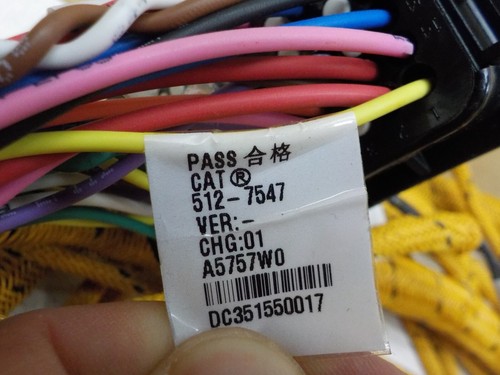 PASS 合格
CAT®
512-7547
VER:-
CHG:01
A5757W0
DC351550017